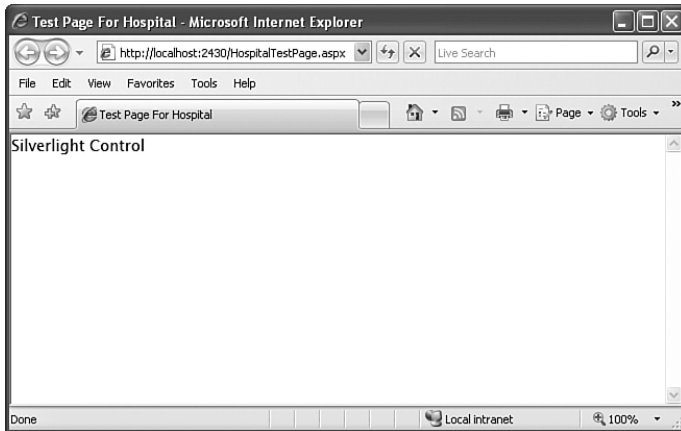 Test Page For Hospital - Microsoft Internet Explorer
http://localhost:2430/HospitalTestPage.aspx
Live Search
File Edit View Favorites Tools Help
Test Page For Hospital
Page
Tools
Silverlight Control
Done
Local intranet
100%